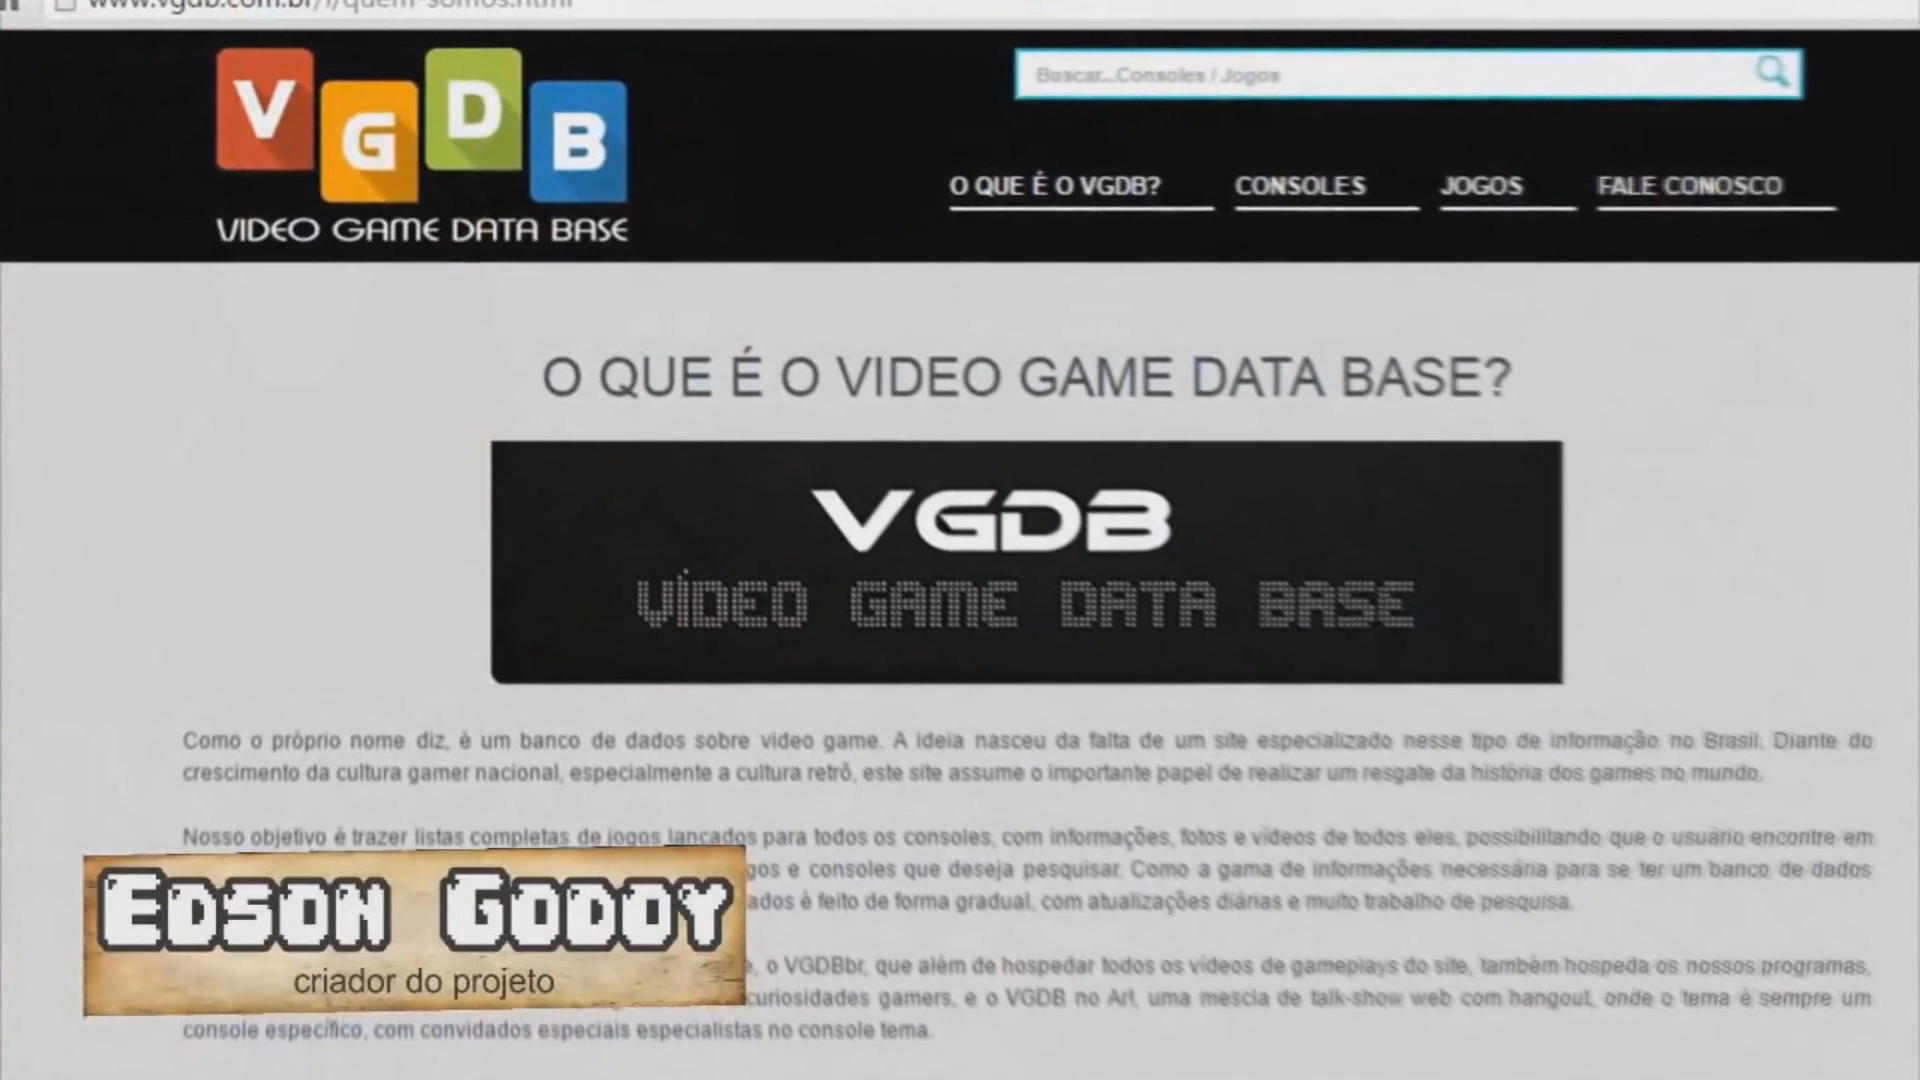 www.vgdb.com.br/i/quem-somos.html
V G D B
VIDEO GAME DATA BASE
Buscar...Consoles / Jogos
O QUE É O VGDB? CONSOLES JOGOS FALE CONOSCO
O QUE É O VIDEO GAME DATA BASE?
VGDB
VÍDEO GAME DATA BASE
Como o próprio nome diz, é um banco de dados sobre video game. A ideia nasceu da falta de um site especializado nesse tipo de informação no Brasil. Diante do
crescimento da cultura gamer nacional, especialmente a cultura retrô, este site assume o importante papel de realizar um resgate da história dos games no mundo.
Nosso objetivo é trazer listas completas de jogos lançados para todos os consoles, com informações, fotos e vídeos de todos eles, possibilitando que o usuário encontre em
gos e consoles que deseja pesquisar. Como a gama de informações necessária para se ter um banco de dados
ados é feito de forma gradual, com atualizações diárias e muito trabalho de pesquisa.
, o VGDBbr, que além de hospedar todos os vídeos de gameplays do site, também hospeda os nossos programas,
curiosidades gamers, e o VGDB no Ar!, uma mescla de talk-show web com hangout, onde o tema é sempre um
console específico, com convidados especiais especialistas no console tema.
EDSON GODOY
criador do projeto